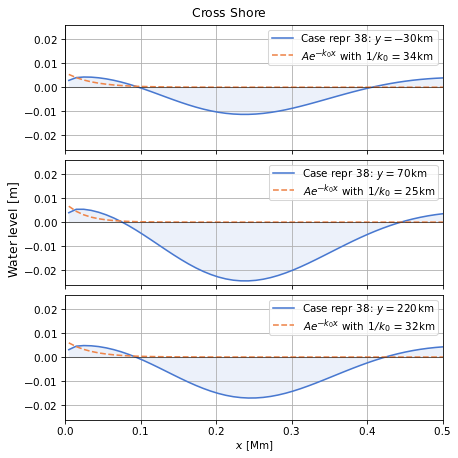 Cross Shore
Case repr 38: y = −30km
Ae^{−k₀x} with 1/k₀ = 34km
0.02
0.01
0.00
−0.01
−0.02
Case repr 38: y = 70km
Ae^{−k₀x} with 1/k₀ = 25km
0.02
0.01
0.00
−0.01
−0.02
Water level [m]
Case repr 38: y = 220km
Ae^{−k₀x} with 1/k₀ = 32km
0.02
0.01
0.00
−0.01
−0.02
0.0 0.1 0.2 0.3 0.4 0.5
x [Mm]